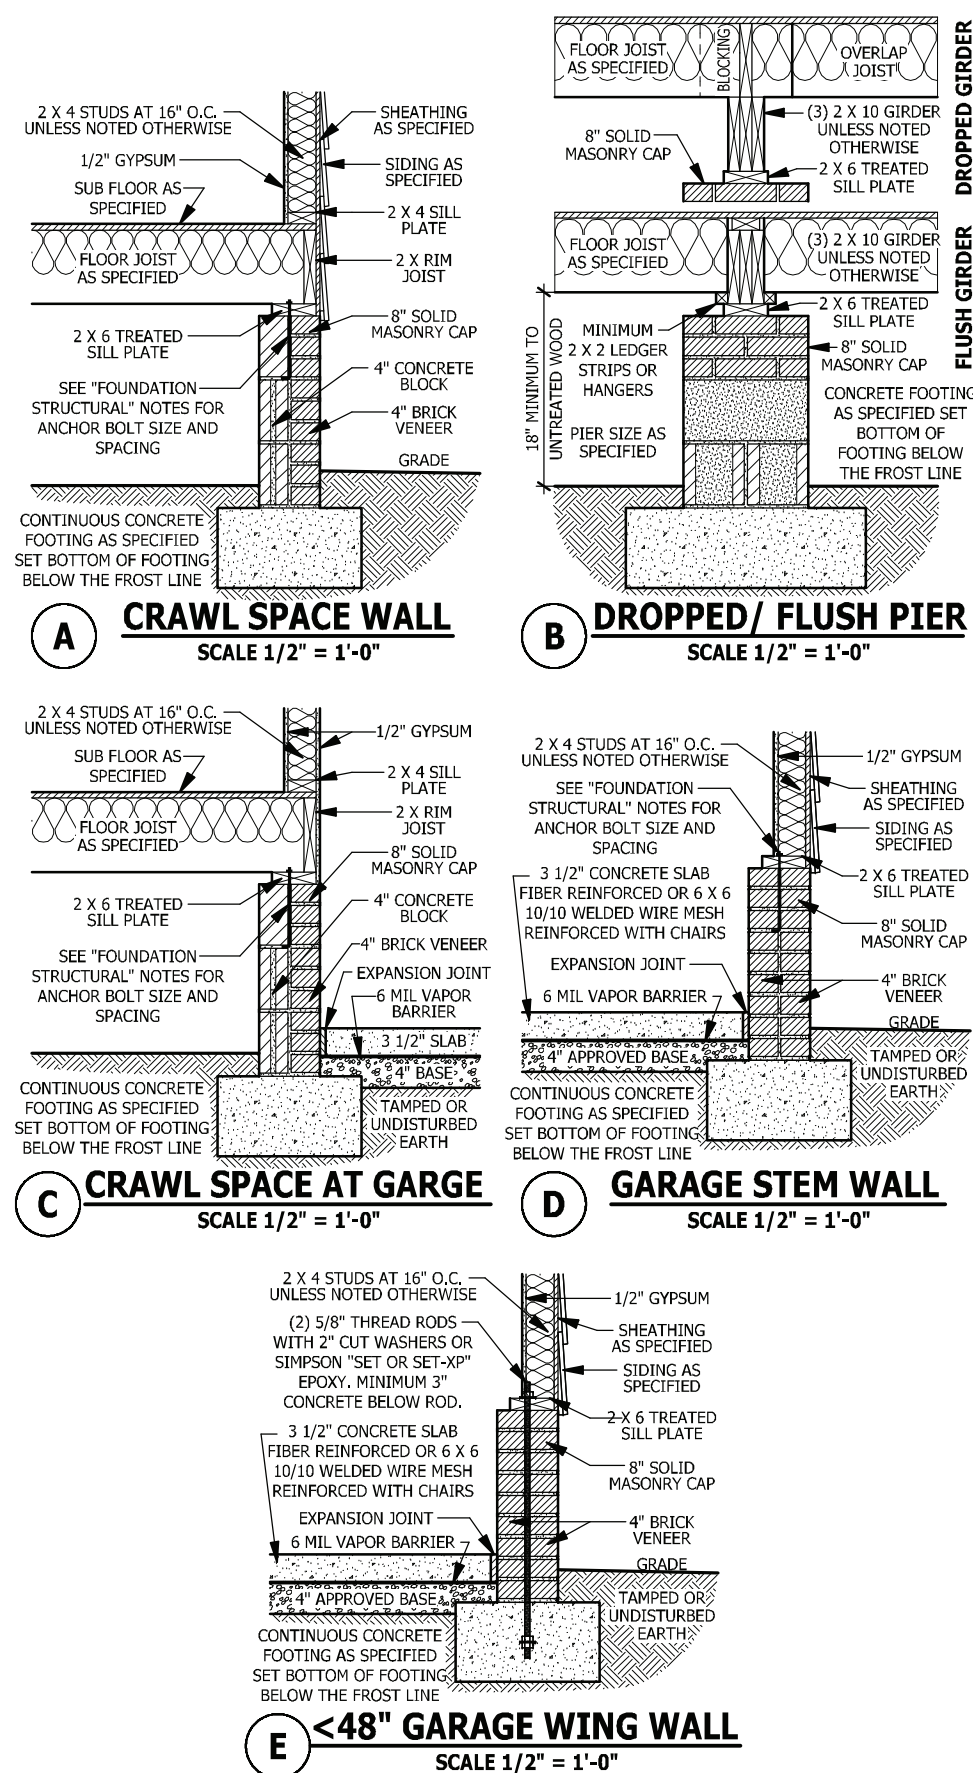 2 X 4 STUDS AT 16" O.C.
UNLESS NOTED OTHERWISE
1/2" GYPSUM
SUB FLOOR AS
SPECIFIED
FLOOR JOIST
AS SPECIFIED
2 X 6 TREATED
SILL PLATE
SEE "FOUNDATION
STRUCTURAL" NOTES FOR
ANCHOR BOLT SIZE AND
SPACING
CONTINUOUS CONCRETE
FOOTING AS SPECIFIED
SET BOTTOM OF FOOTING
BELOW THE FROST LINE
SHEATHING
AS SPECIFIED
SIDING AS
SPECIFIED
2 X 4 SILL
PLATE
2 X RIM
JOIST
8" SOLID
MASONRY CAP
4" CONCRETE
BLOCK
4" BRICK
VENEER
GRADE
A
CRAWL SPACE WALL
SCALE 1/2" = 1'-0"
FLOOR JOIST
AS SPECIFIED
BLOCKING
OVERLAP
JOIST
8" SOLID
MASONRY CAP
(3) 2 X 10 GIRDER
UNLESS NOTED
OTHERWISE
2 X 6 TREATED
SILL PLATE
DROPPED GIRDER
FLOOR JOIST
AS SPECIFIED
(3) 2 X 10 GIRDER
UNLESS NOTED
OTHERWISE
2 X 6 TREATED
SILL PLATE
FLUSH GIRDER
18" MINIMUM TO
UNTREATED WOOD
MINIMUM
2 X 2 LEDGER
STRIPS OR
HANGERS
PIER SIZE AS
SPECIFIED
8" SOLID
MASONRY CAP
CONCRETE FOOTING
AS SPECIFIED SET
BOTTOM OF
FOOTING BELOW
THE FROST LINE
B
DROPPED/ FLUSH PIER
SCALE 1/2" = 1'-0"
2 X 4 STUDS AT 16" O.C.
UNLESS NOTED OTHERWISE
SUB FLOOR AS
SPECIFIED
FLOOR JOIST
AS SPECIFIED
2 X 6 TREATED
SILL PLATE
SEE "FOUNDATION
STRUCTURAL" NOTES FOR
ANCHOR BOLT SIZE AND
SPACING
CONTINUOUS CONCRETE
FOOTING AS SPECIFIED
SET BOTTOM OF FOOTING
BELOW THE FROST LINE
1/2" GYPSUM
2 X 4 SILL
PLATE
2 X RIM
JOIST
8" SOLID
MASONRY CAP
4" CONCRETE
BLOCK
4" BRICK VENEER
EXPANSION JOINT
6 MIL VAPOR
BARRIER
3 1/2" SLAB
4" BASE
TAMPED OR
UNDISTURBED
EARTH
C
CRAWL SPACE AT GARGE
SCALE 1/2" = 1'-0"
2 X 4 STUDS AT 16" O.C.
UNLESS NOTED OTHERWISE
SEE "FOUNDATION
STRUCTURAL" NOTES FOR
ANCHOR BOLT SIZE AND
SPACING
3 1/2" CONCRETE SLAB
FIBER REINFORCED OR 6 X 6
10/10 WELDED WIRE MESH
REINFORCED WITH CHAIRS
EXPANSION JOINT
6 MIL VAPOR BARRIER
4" APPROVED BASE
CONTINUOUS CONCRETE
FOOTING AS SPECIFIED
SET BOTTOM OF FOOTING
BELOW THE FROST LINE
1/2" GYPSUM
SHEATHING
AS SPECIFIED
SIDING AS
SPECIFIED
2 X 6 TREATED
SILL PLATE
8" SOLID
MASONRY CAP
4" BRICK
VENEER
GRADE
TAMPED OR
UNDISTURBED
EARTH
D
GARAGE STEM WALL
SCALE 1/2" = 1'-0"
2 X 4 STUDS AT 16" O.C.
UNLESS NOTED OTHERWISE
(2) 5/8" THREAD RODS
WITH 2" CUT WASHERS OR
SIMPSON "SET OR SET-XP"
EPOXY. MINIMUM 3"
CONCRETE BELOW ROD.
3 1/2" CONCRETE SLAB
FIBER REINFORCED OR 6 X 6
10/10 WELDED WIRE MESH
REINFORCED WITH CHAIRS
EXPANSION JOINT
6 MIL VAPOR BARRIER
4" APPROVED BASE
CONTINUOUS CONCRETE
FOOTING AS SPECIFIED
SET BOTTOM OF FOOTING
BELOW THE FROST LINE
1/2" GYPSUM
SHEATHING
AS SPECIFIED
SIDING AS
SPECIFIED
2 X 6 TREATED
SILL PLATE
8" SOLID
MASONRY CAP
4" BRICK
VENEER
GRADE
TAMPED OR
UNDISTURBED
EARTH
E
<48" GARAGE WING WALL
SCALE 1/2" = 1'-0"